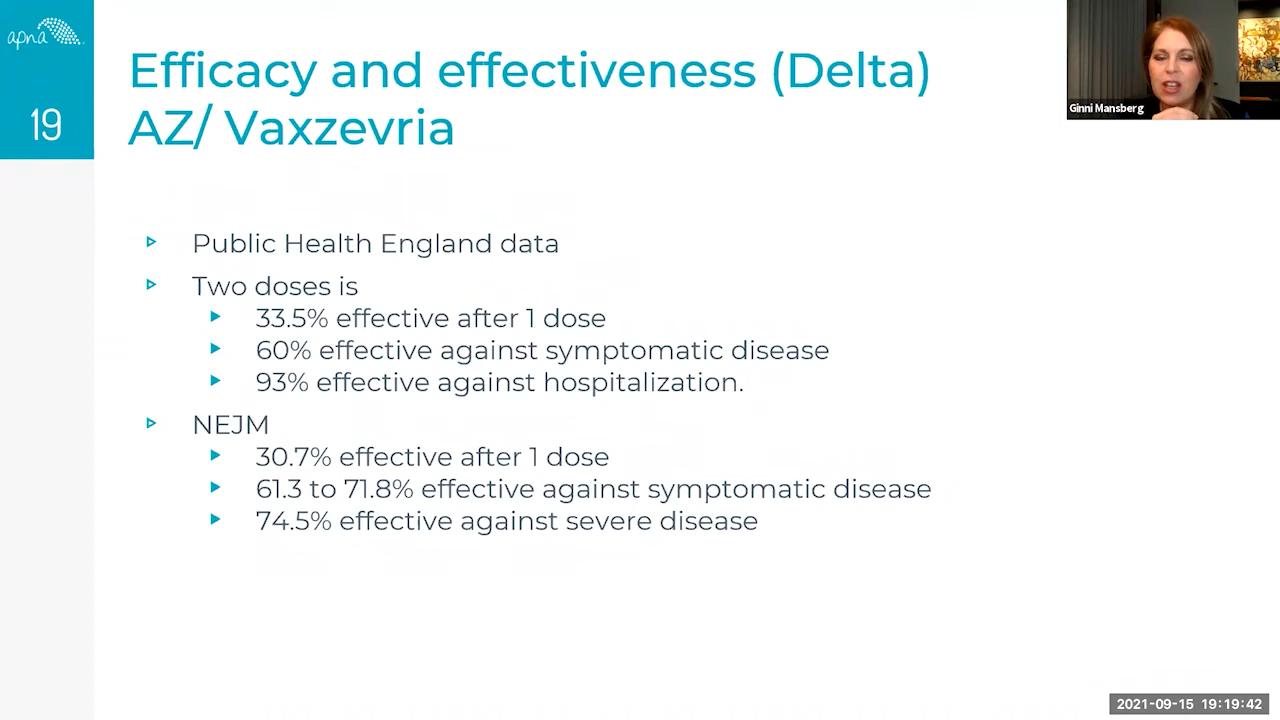 apna
19
Efficacy and effectiveness (Delta)
AZ/ Vaxzevria
Ginni Mansberg
Public Health England data
Two doses is
33.5% effective after 1 dose
60% effective against symptomatic disease
93% effective against hospitalization.
NEJM
30.7% effective after 1 dose
61.3 to 71.8% effective against symptomatic disease
74.5% effective against severe disease
2021-09-15 19:19:42